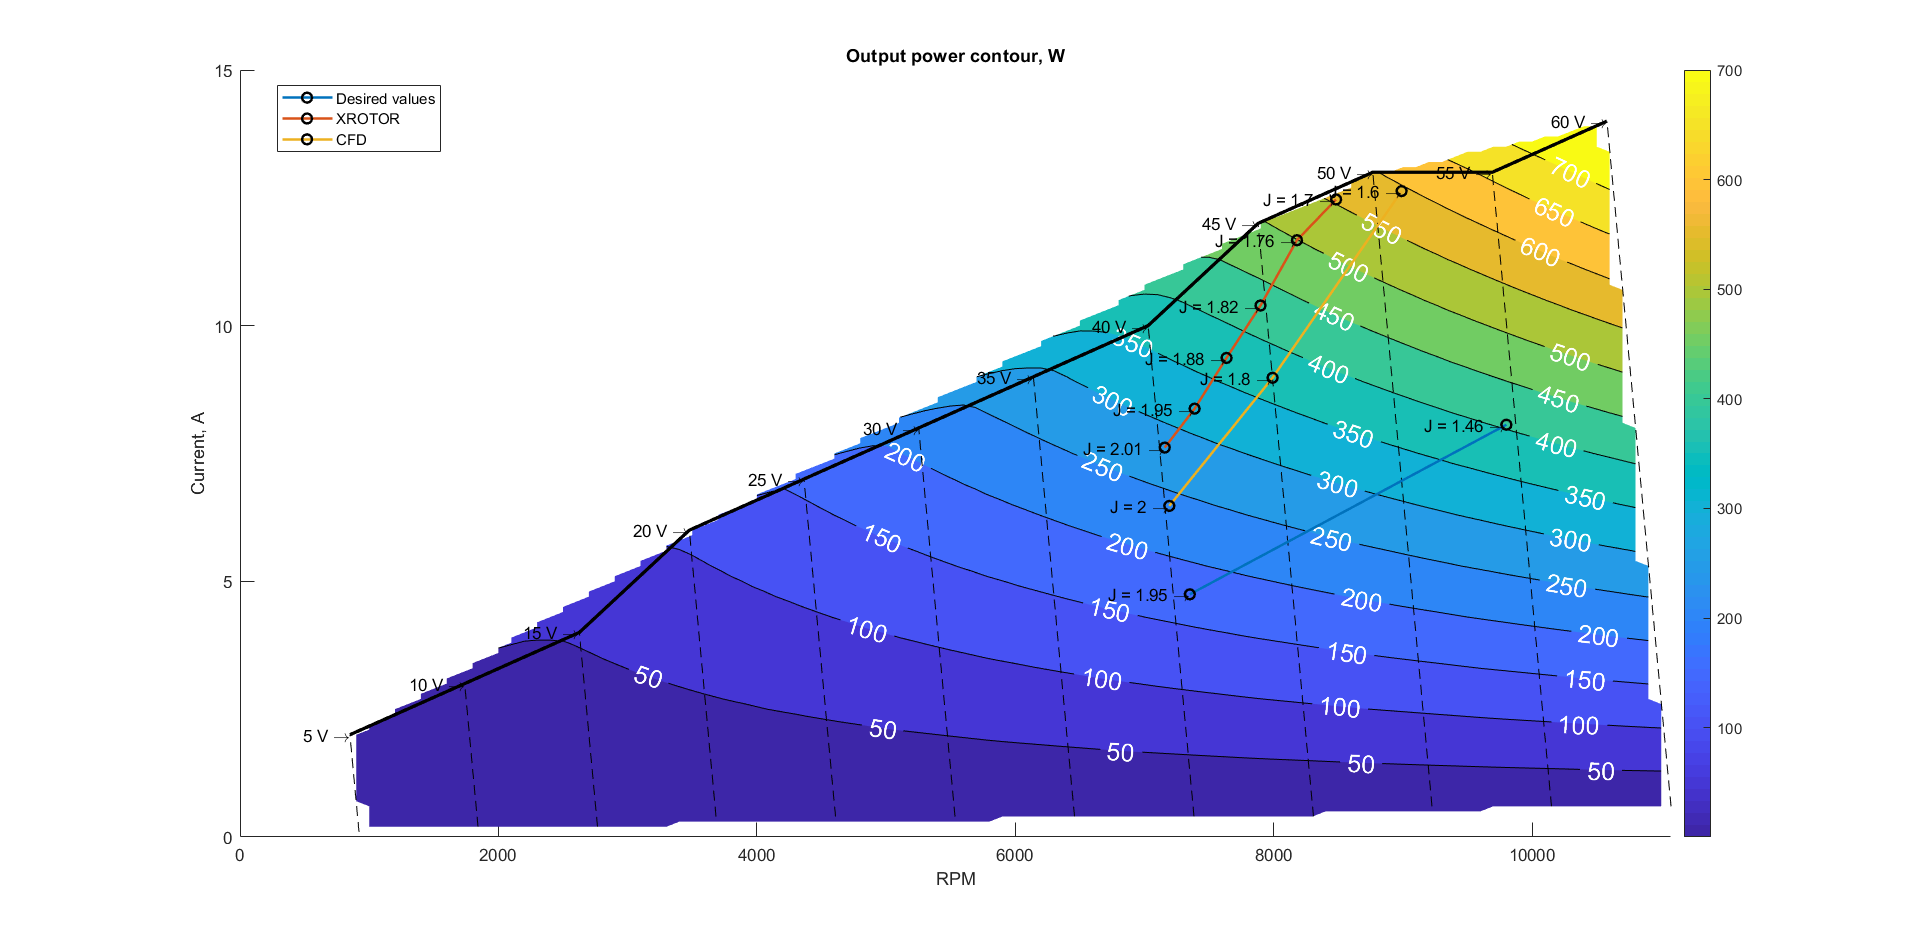 Output power contour, W
Desired values
XROTOR
CFD
15
10
5
0
Current, A
0
2000
4000
6000
8000
10000
RPM
700
600
500
400
300
200
100
5 V
10 V
15 V
20 V
25 V
30 V
35 V
40 V
45 V
50 V
55 V
60 V
J = 1.7
J = 1.6
J = 1.76
J = 1.82
J = 1.88
J = 1.8
J = 1.95
J = 2.01
J = 2
J = 1.46
J = 1.95
700
650
600
550
500
500
450
450
400
400
350
350
350
300
300
300
250
250
250
200
200
200
200
150
150
150
150
100
100
100
100
50
50
50
50
50